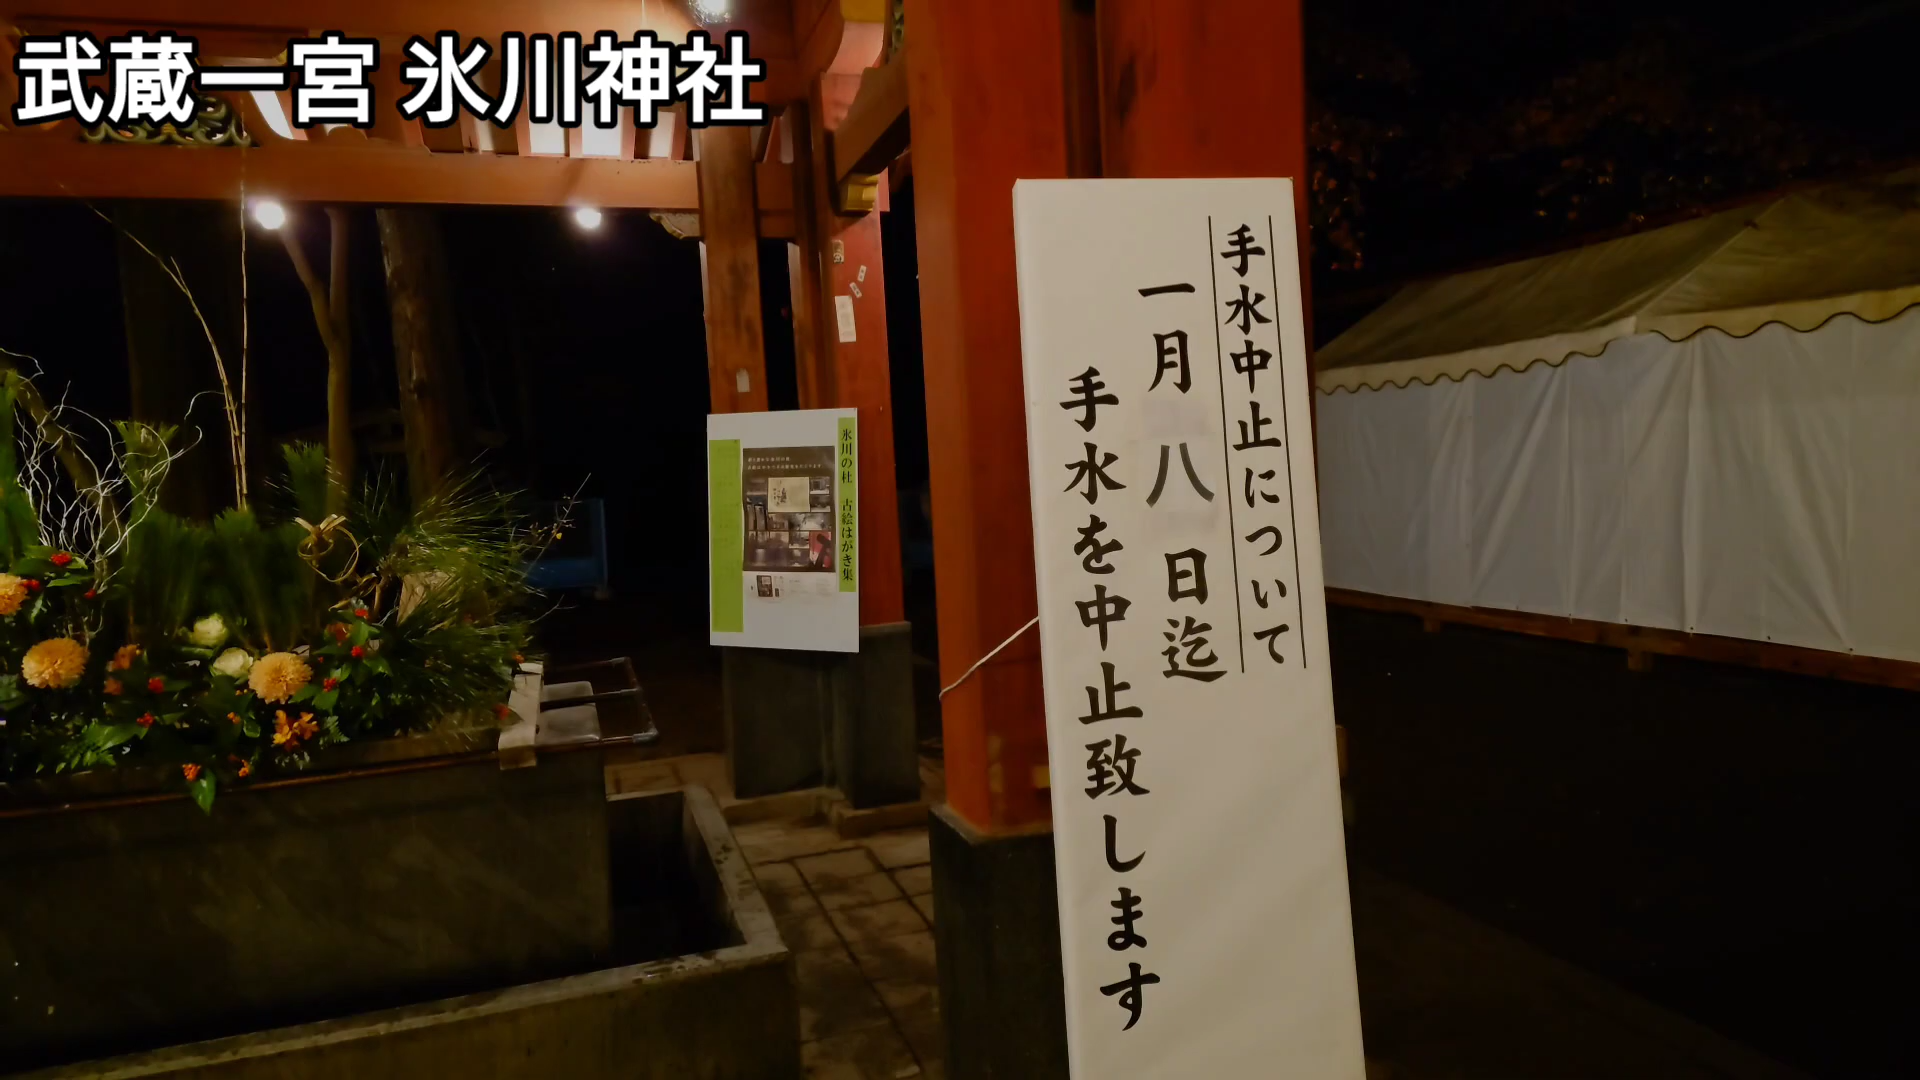 武蔵一宮 氷川神社
手水中止について
一月八日迄
手水を中止致します
氷川の杜 古絵はがき集